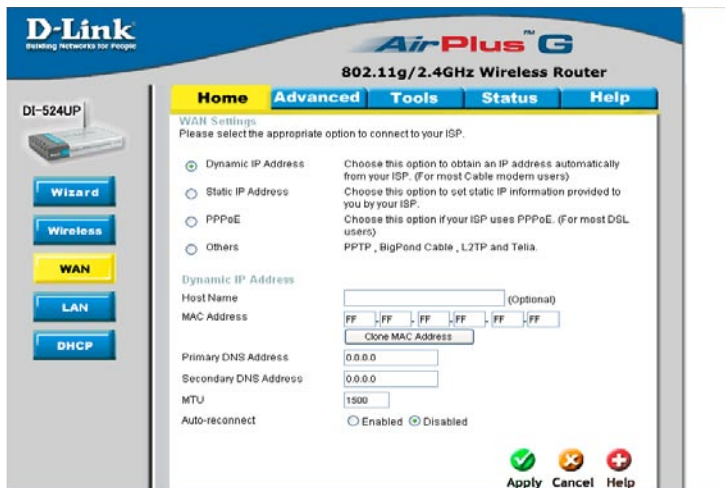 D-Link
Building Networks for People
AirPlus G
TM
802.11g/2.4GHz Wireless Router
DI-524UP
Home Advanced Tools Status Help
WAN Settings
Please select the appropriate option to connect to your ISP.
Dynamic IP Address Choose this option to obtain an IP address automatically
from your ISP. (For most Cable modem users)
Static IP Address Choose this option to set static IP information provided to
you by your ISP.
PPPoE Choose this option if your ISP uses PPPoE. (For most DSL
users)
Others PPTP , BigPond Cable , L2TP and Telia.
Wizard
Wireless
WAN
LAN
DHCP
Dynamic IP Address
Host Name (Optional)
MAC Address FF - FF - FF - FF - FF - FF
Clone MAC Address
Primary DNS Address 0.0.0.0
Secondary DNS Address 0.0.0.0
MTU 1500
Auto-reconnect Enabled Disabled
Apply Cancel Help